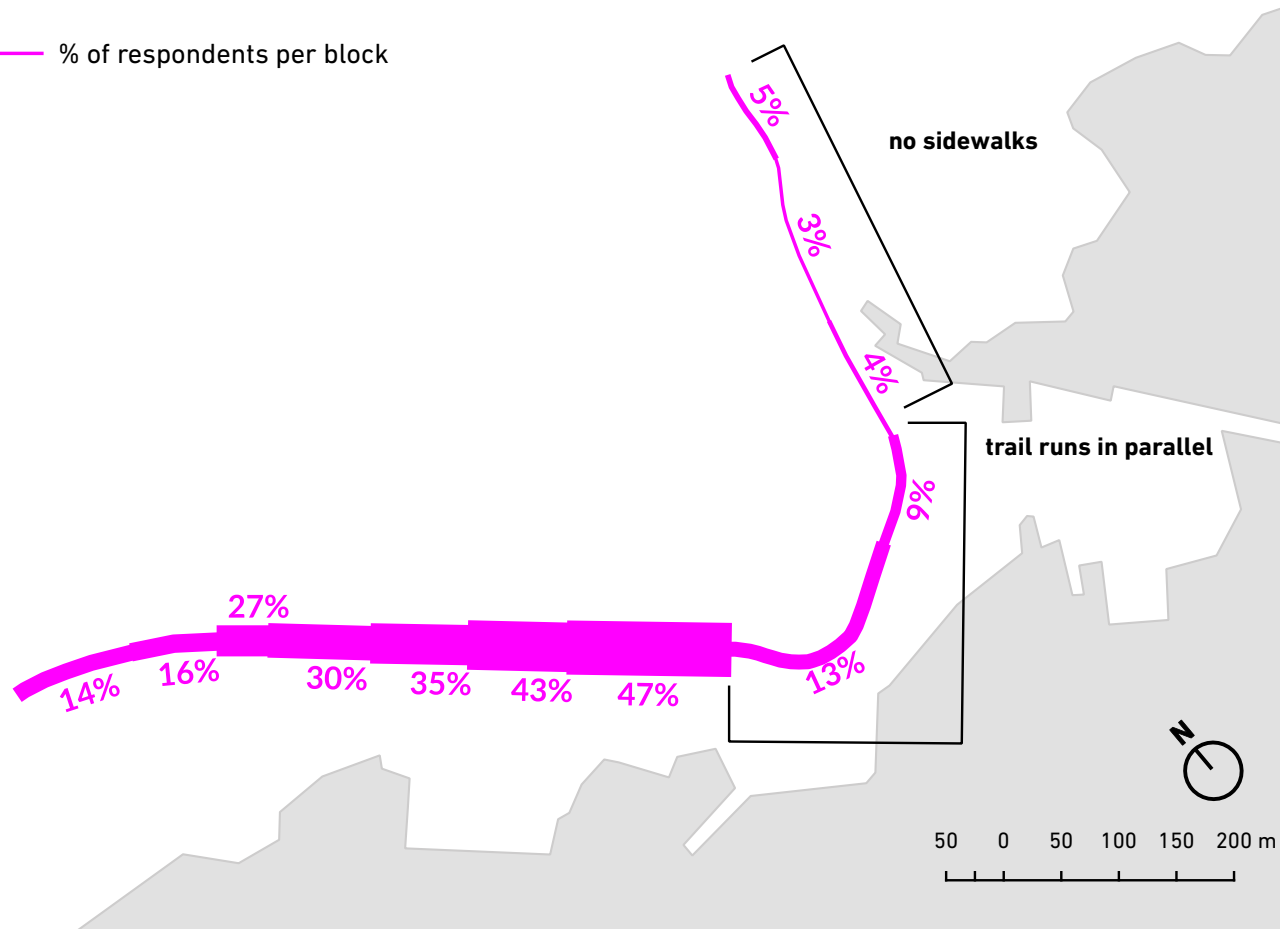 % of respondents per block
5%
no sidewalks
3%
4%
trail runs in parallel
9%
27%
13%
16%
14%
30%
35%
43%
47%
N
50 0 50 100 150 200 m